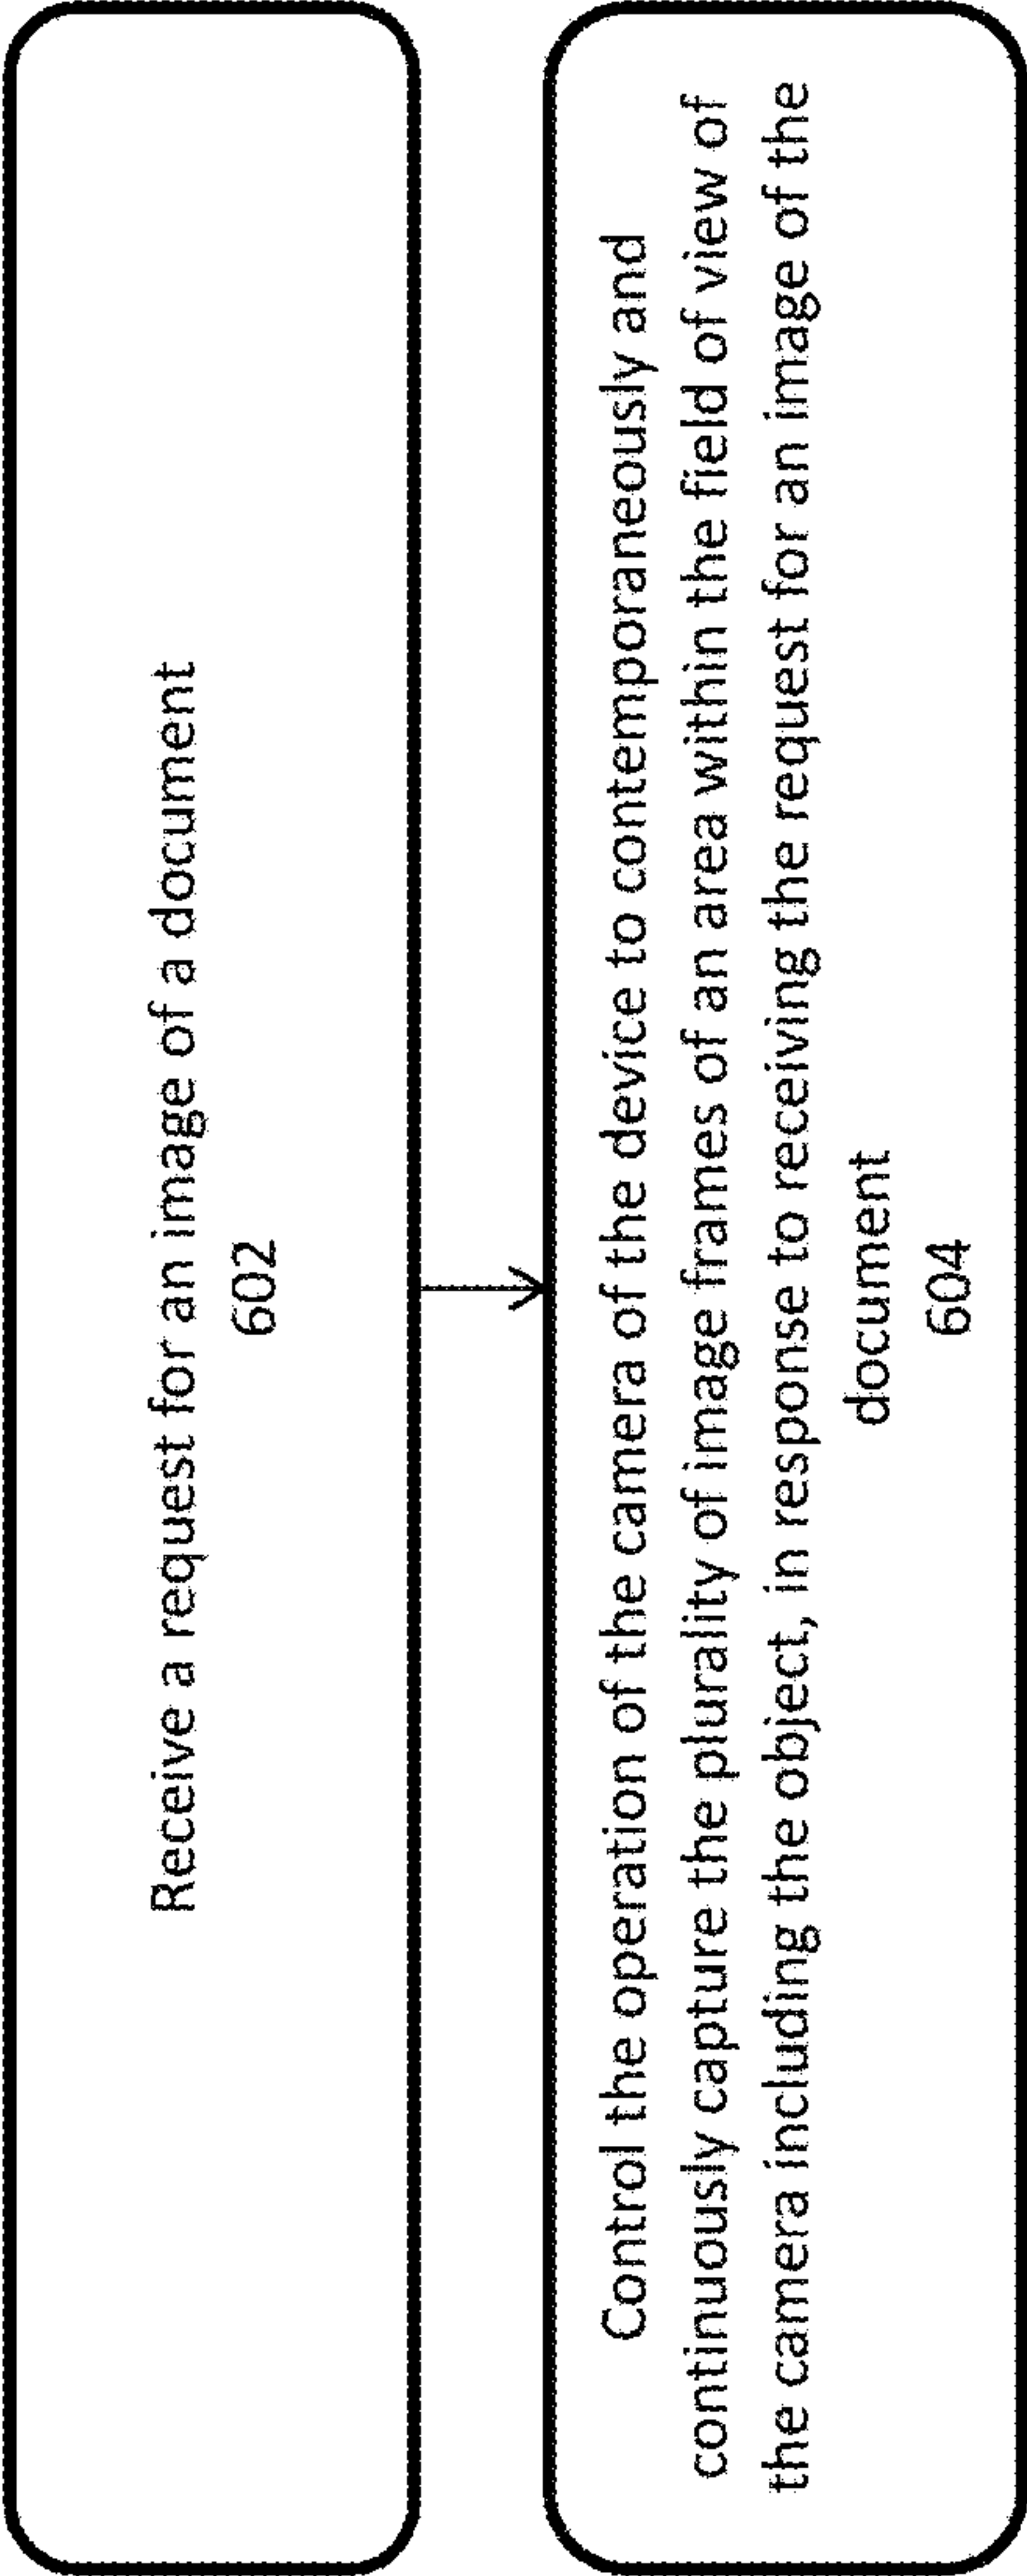 Receive a request for an image of a document
602
Control the operation of the camera of the device to contemporaneously and
continuously capture the plurality of image frames of an area within the field of view of
the camera including the object, in response to receiving the request for an image of the
document
604